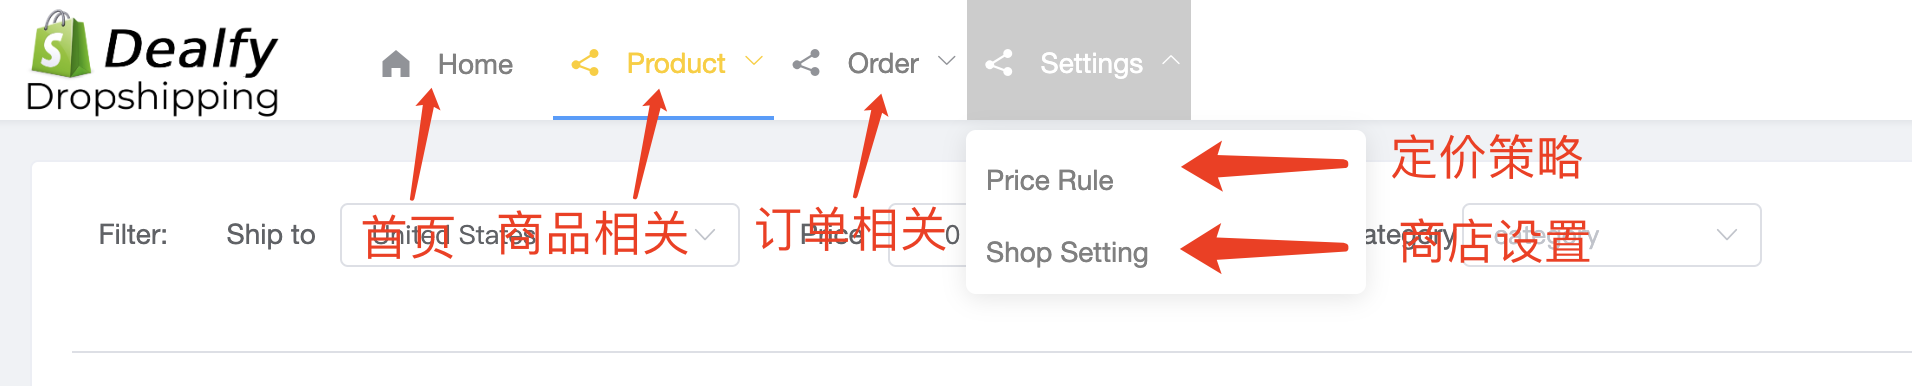 Dealfy
Dropshipping
Home
Product
Order
Settings
Price Rule
定价策略
Shop Setting
商店设置
首页
商品相关
订单相关
Filter:
Ship to
United States
Price
0
ategory
category